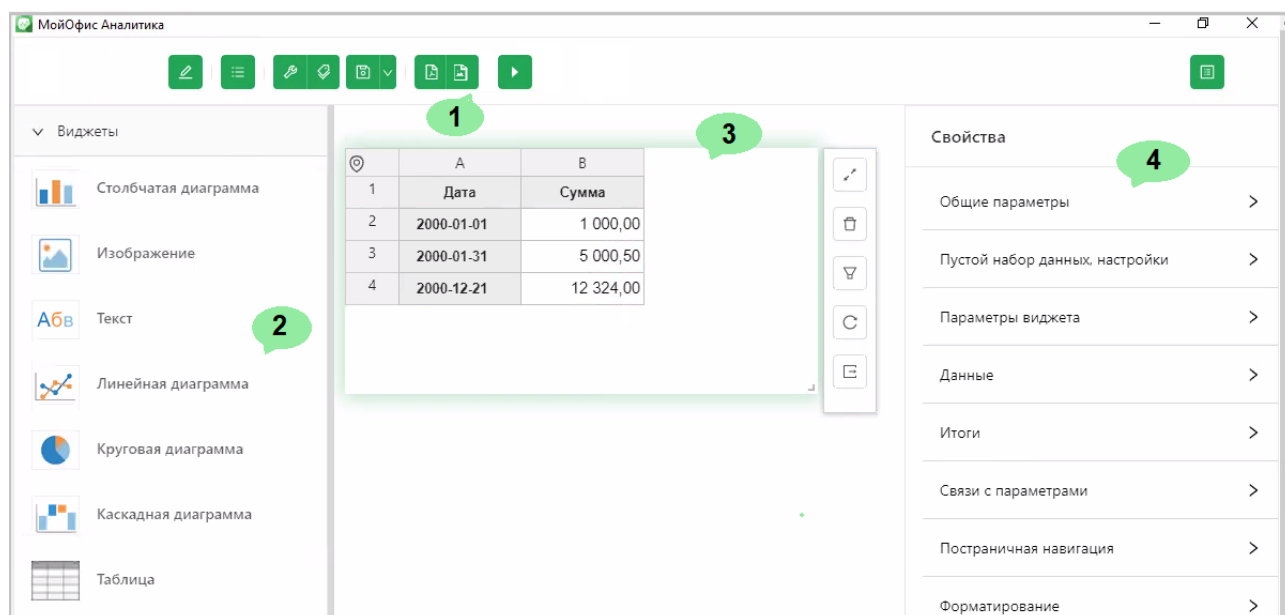 МойОфис Аналитика
1
Виджеты
Столбчатая диаграмма
Изображение
Абв Текст
2
Линейная диаграмма
Круговая диаграмма
Каскадная диаграмма
Таблица
3
A B
1 Дата Сумма
2 2000-01-01 1 000,00
3 2000-01-31 5 000,50
4 2000-12-21 12 324,00
Свойства
4
Общие параметры
Пустой набор данных, настройки
Параметры виджета
Данные
Итоги
Связи с параметрами
Постраничная навигация
Форматирование